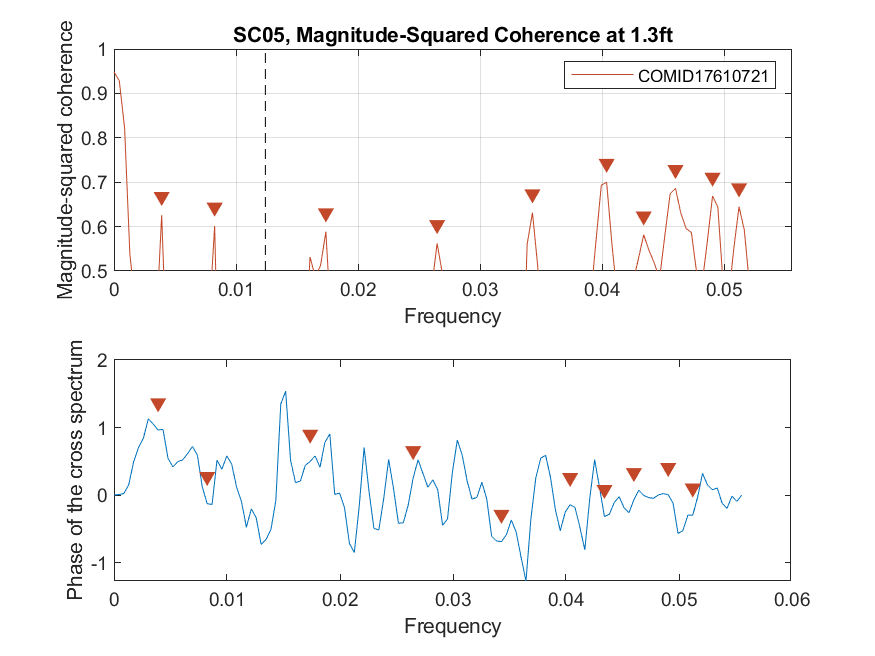 SC05, Magnitude-Squared Coherence at 1.3ft
Magnitude-squared coherence
1
0.9
0.8
0.7
0.6
0.5
COMID17610721
0 0.01 0.02 0.03 0.04 0.05
Frequency
Phase of the cross spectrum
2
1
0
-1
0 0.01 0.02 0.03 0.04 0.05 0.06
Frequency